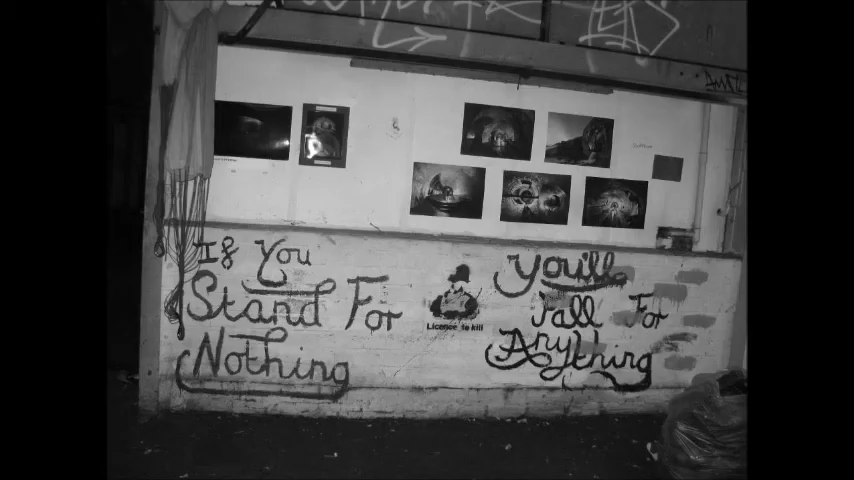 If You
Stand For
Nothing
Licence to kill
You'll
Fall For
Anything